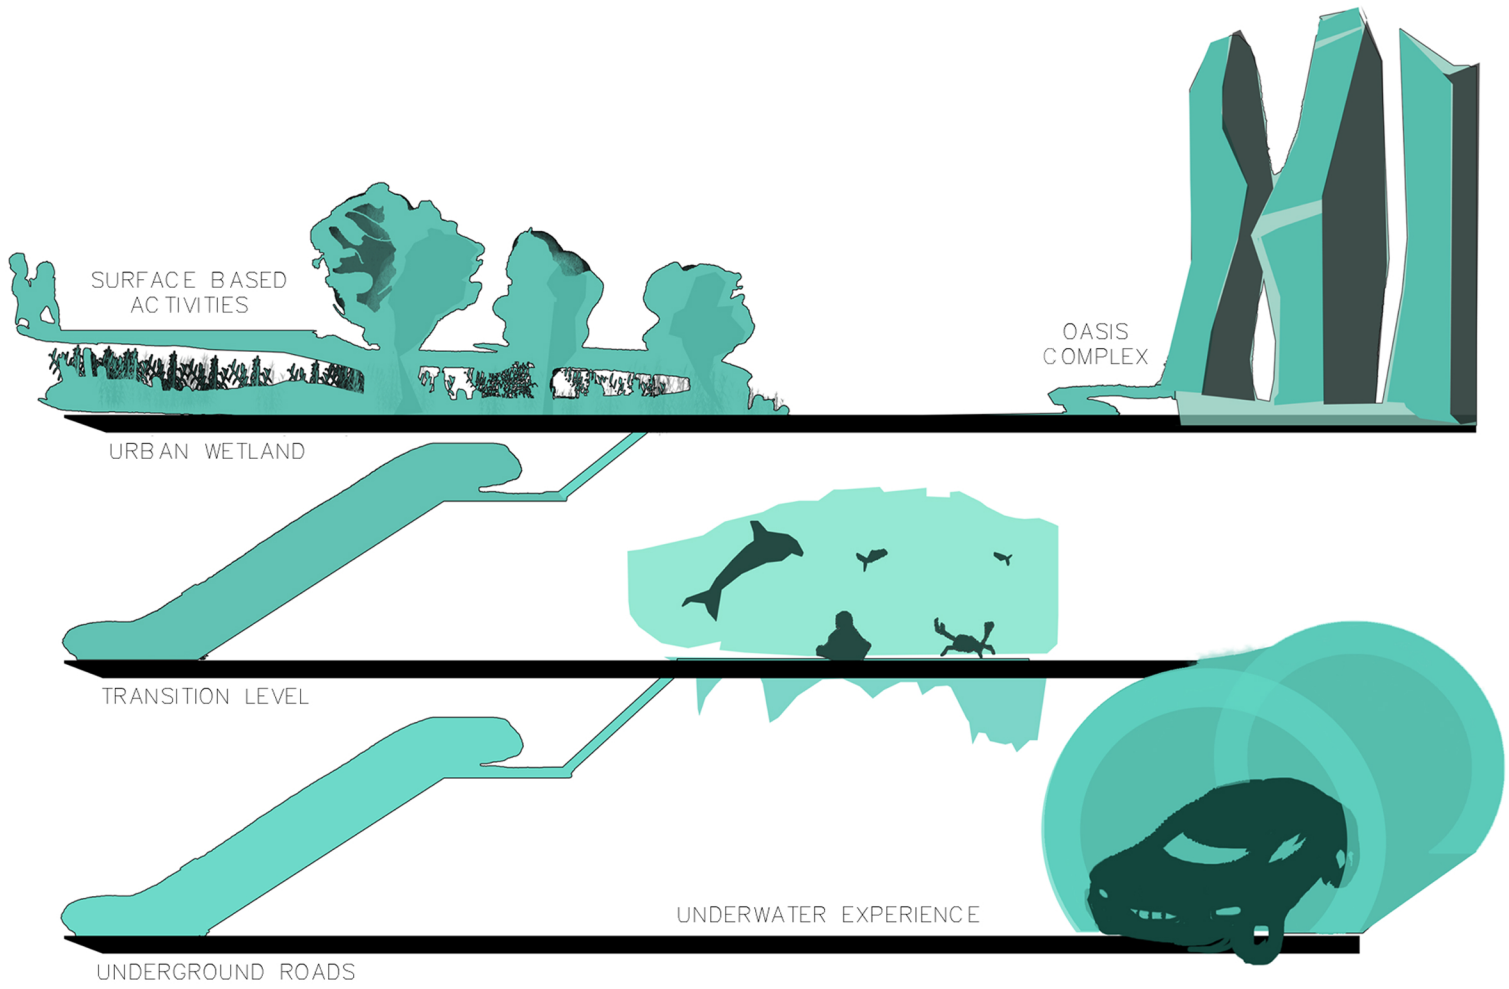 SURFACE BASED
ACTIVITIES
OASIS
COMPLEX
URBAN WETLAND
TRANSITION LEVEL
UNDERWATER EXPERIENCE
UNDERGROUND ROADS